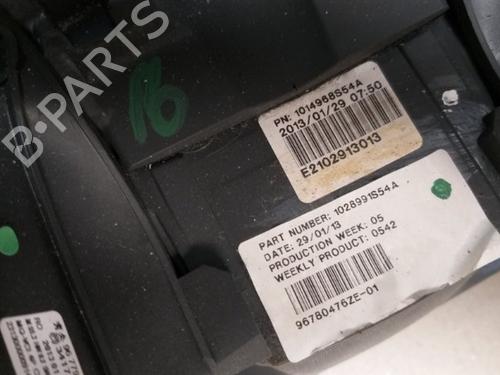 B-PARTS
16
PN: 1014968S54A
2013/01/29 07:50
E2102913013
PART NUMBER: 1028991S54A
DATE: 29/01/13
PRODUCTION WEEK: 05
WEEKLY PRODUCT: 0542
96780476ZE-01